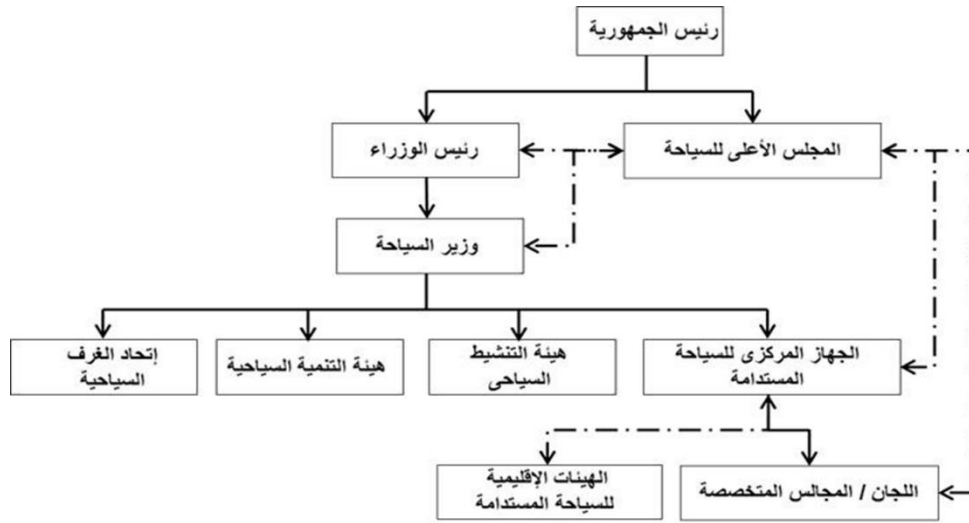 رئيس الجمهورية
المجلس الأعلى للسياحة
رئيس الوزراء
وزير السياحة
الجهاز المركزى للسياحة
المستدامة
هيئة التنشيط
السياحى
هيئة التنمية السياحية
إتحاد الغرف
السياحية
اللجان / المجالس المتخصصة
الهيئات الإقليمية
للسياحة المستدامة